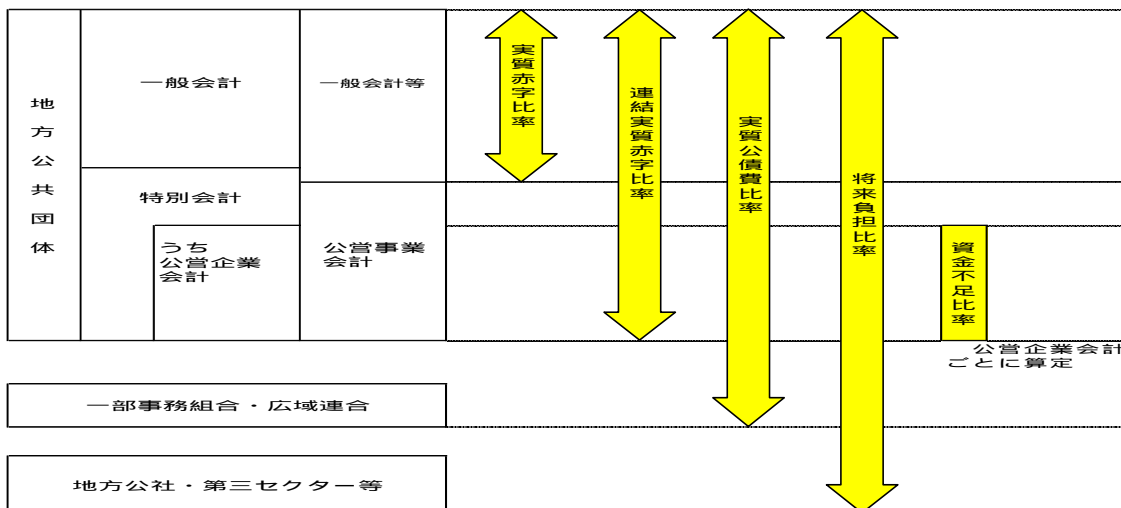 地方公共団体
一般会計
一般会計等
特別会計
うち
公営企業
会計
公営事業
会計
実質赤字比率
連結実質赤字比率
実質公債費比率
将来負担比率
資金不足比率
公営企業会計
ごとに算定
一部事務組合・広域連合
地方公社・第三セクター等